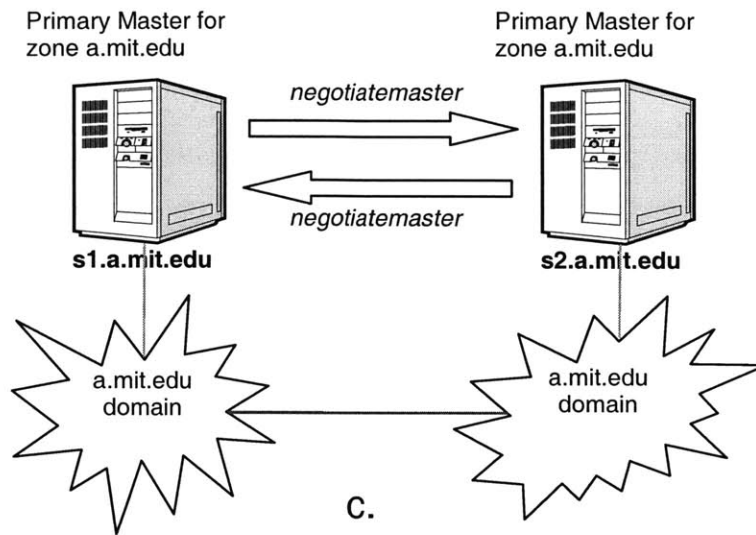 Primary Master for
zone a.mit.edu
Primary Master for
zone a.mit.edu
negotiatemaster
negotiatemaster
s1.a.mit.edu
s2.a.mit.edu
a.mit.edu
domain
a.mit.edu
domain
C.